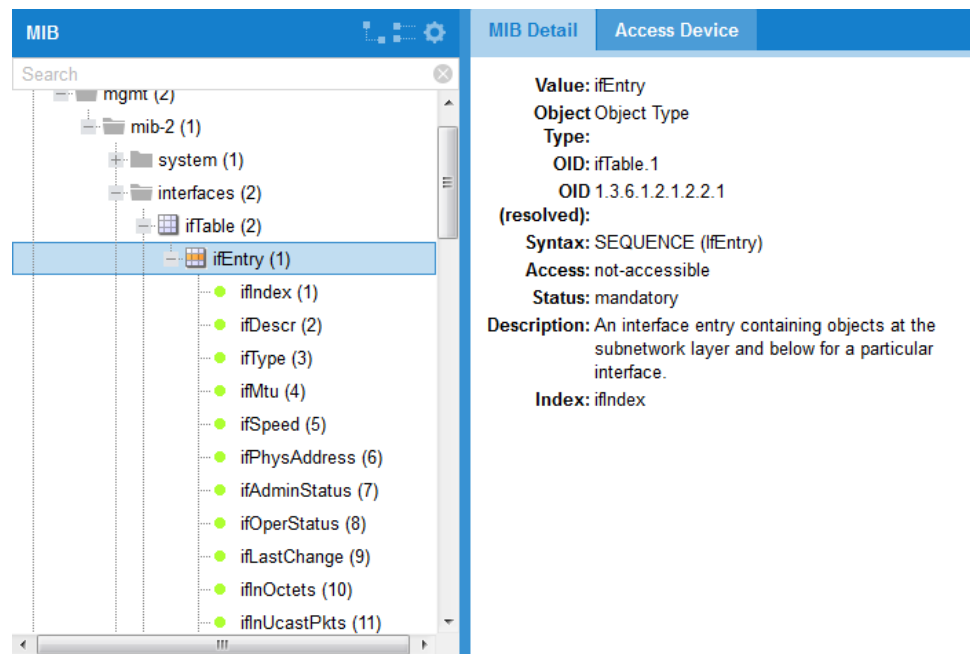 MIB
Search
mgmt (2)
mib-2 (1)
system (1)
interfaces (2)
ifTable (2)
ifEntry (1)
ifIndex (1)
ifDescr (2)
ifType (3)
ifMtu (4)
ifSpeed (5)
ifPhysAddress (6)
ifAdminStatus (7)
ifOperStatus (8)
ifLastChange (9)
ifInOctets (10)
ifInUcastPkts (11)
MIB Detail Access Device
Value: ifEntry
Object Object Type
Type:
OID: ifTable.1
OID 1.3.6.1.2.1.2.2.1
(resolved):
Syntax: SEQUENCE (IfEntry)
Access: not-accessible
Status: mandatory
Description: An interface entry containing objects at the
subnetwork layer and below for a particular
interface.
Index: ifIndex